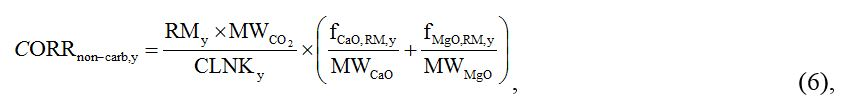 CORR_non-carb,y = (RM_y × MW_CO₂) / CLNK_y × (f_CaO,RM,y / MW_CaO + f_MgO,RM,y / MW_MgO), (6),